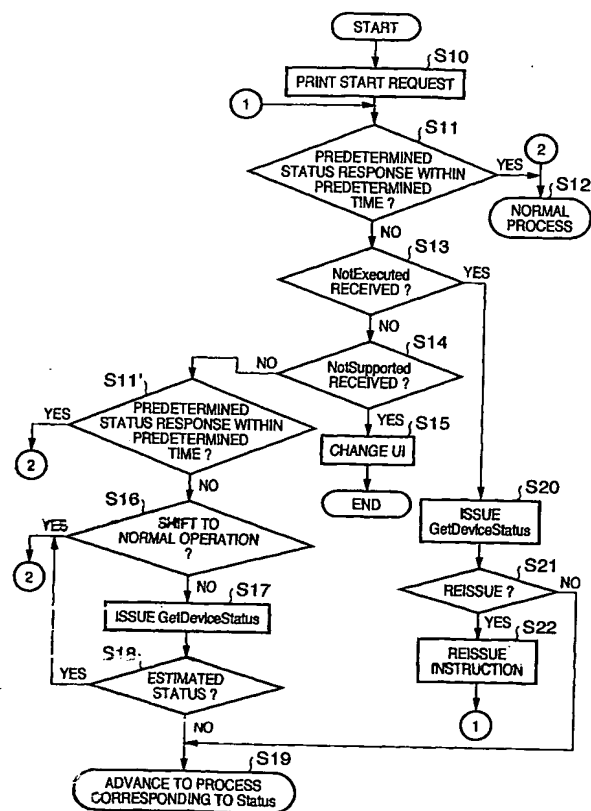 START
S10
PRINT START REQUEST
1
S11
PREDETERMINED
STATUS RESPONSE WITHIN
PREDETERMINED
TIME ?
YES
2
S12
NORMAL
PROCESS
NO
S13
NotExecuted
RECEIVED ?
YES
NO
S14
NotSupported
RECEIVED ?
NO
YES
S15
CHANGE UI
END
S11'
PREDETERMINED
STATUS RESPONSE WITHIN
PREDETERMINED
TIME ?
YES
2
NO
S16
SHIFT TO
NORMAL OPERATION
?
YES
2
NO
S17
ISSUE GetDeviceStatus
S18
ESTIMATED
STATUS ?
YES
NO
S20
ISSUE
GetDeviceStatus
S21
REISSUE ?
NO
YES
S22
REISSUE
INSTRUCTION
1
S19
ADVANCE TO PROCESS
CORRESPONDING TO Status